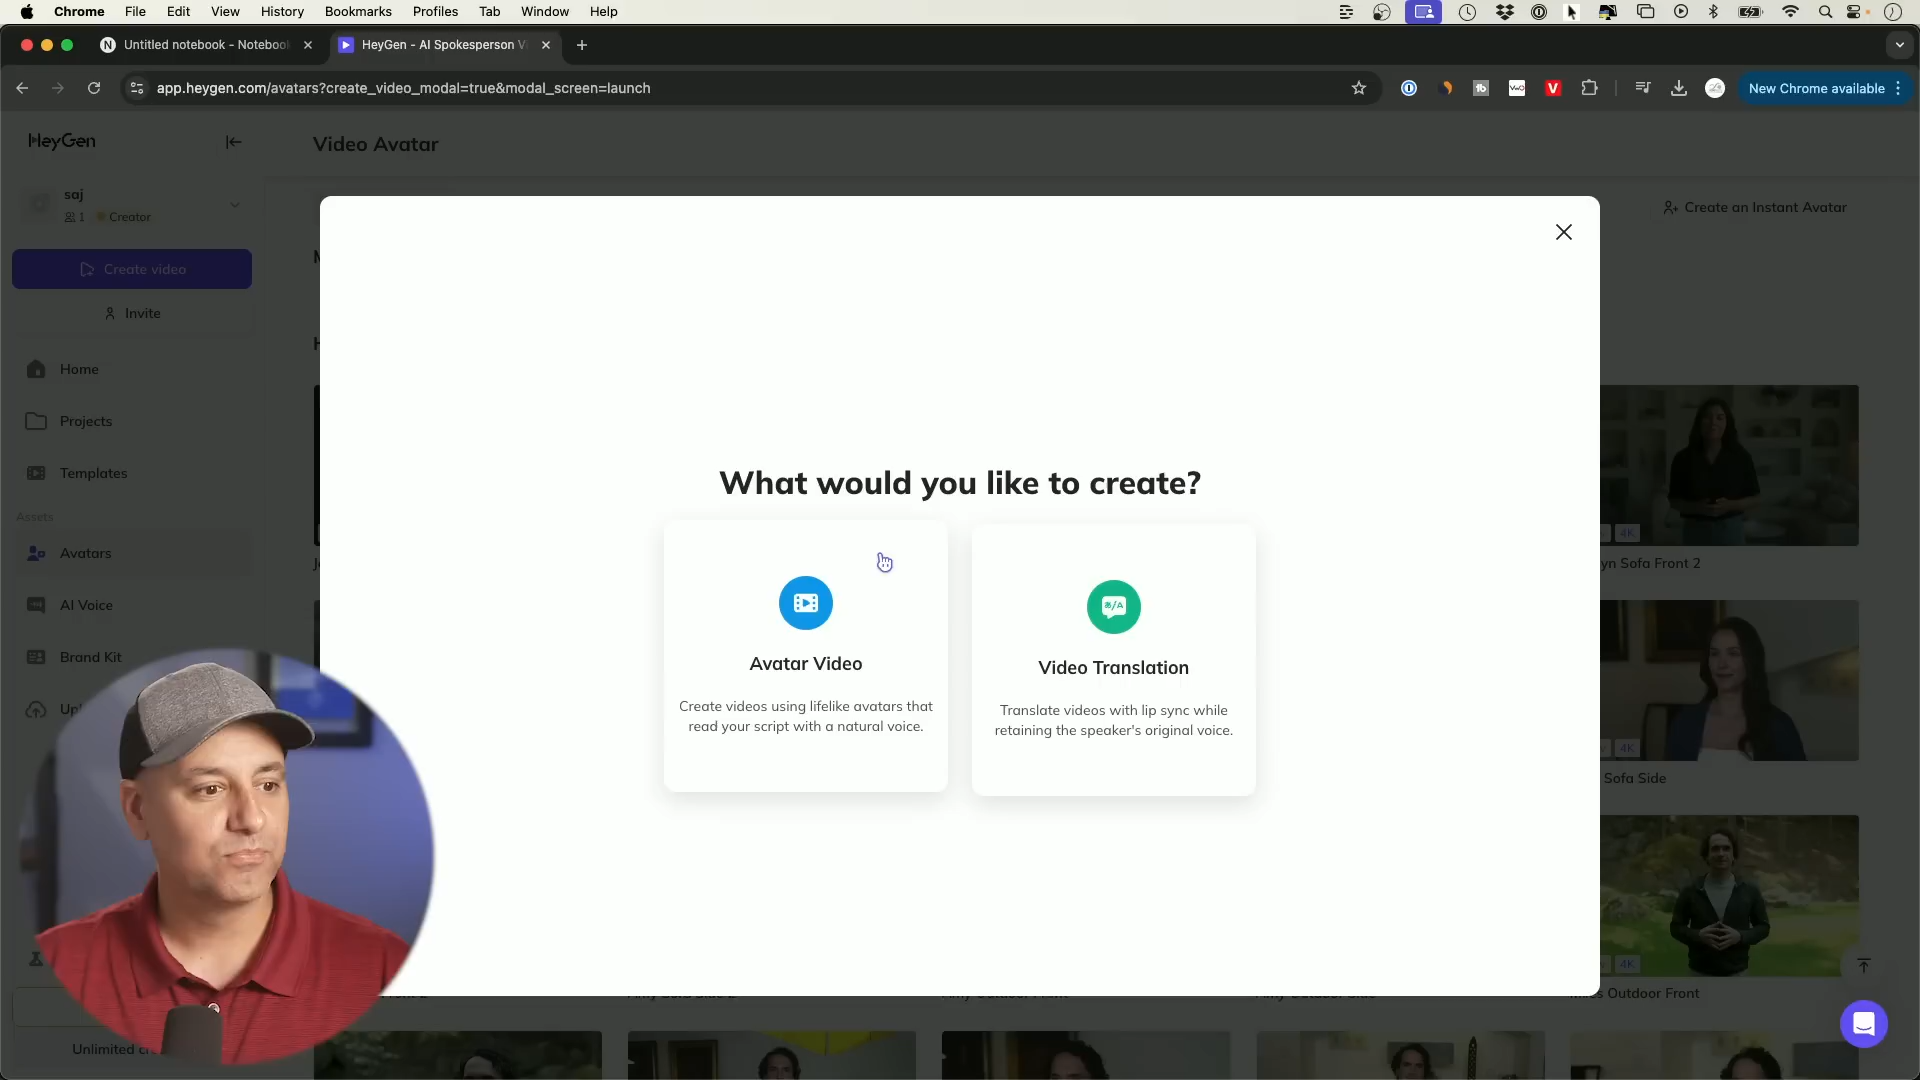 Chrome File Edit View History Bookmarks Profiles Tab Window Help
Untitled notebook - Notebook
HeyGen - AI Spokesperson V
app.heygen.com/avatars?create_video_modal=true&modal_screen=launch
New Chrome available
HeyGen
Video Avatar
saj
1 Creator
Create an Instant Avatar
Create video
Invite
Home
Projects
Templates
Assets
Avatars
AI Voice
Brand Kit
What would you like to create?
Avatar Video
Create videos using lifelike avatars that
read your script with a natural voice.
Video Translation
Translate videos with lip sync while
retaining the speaker's original voice.
4K
yn Sofa Front 2
4K
Sofa Side
4K
Outdoor Front
Unlimited